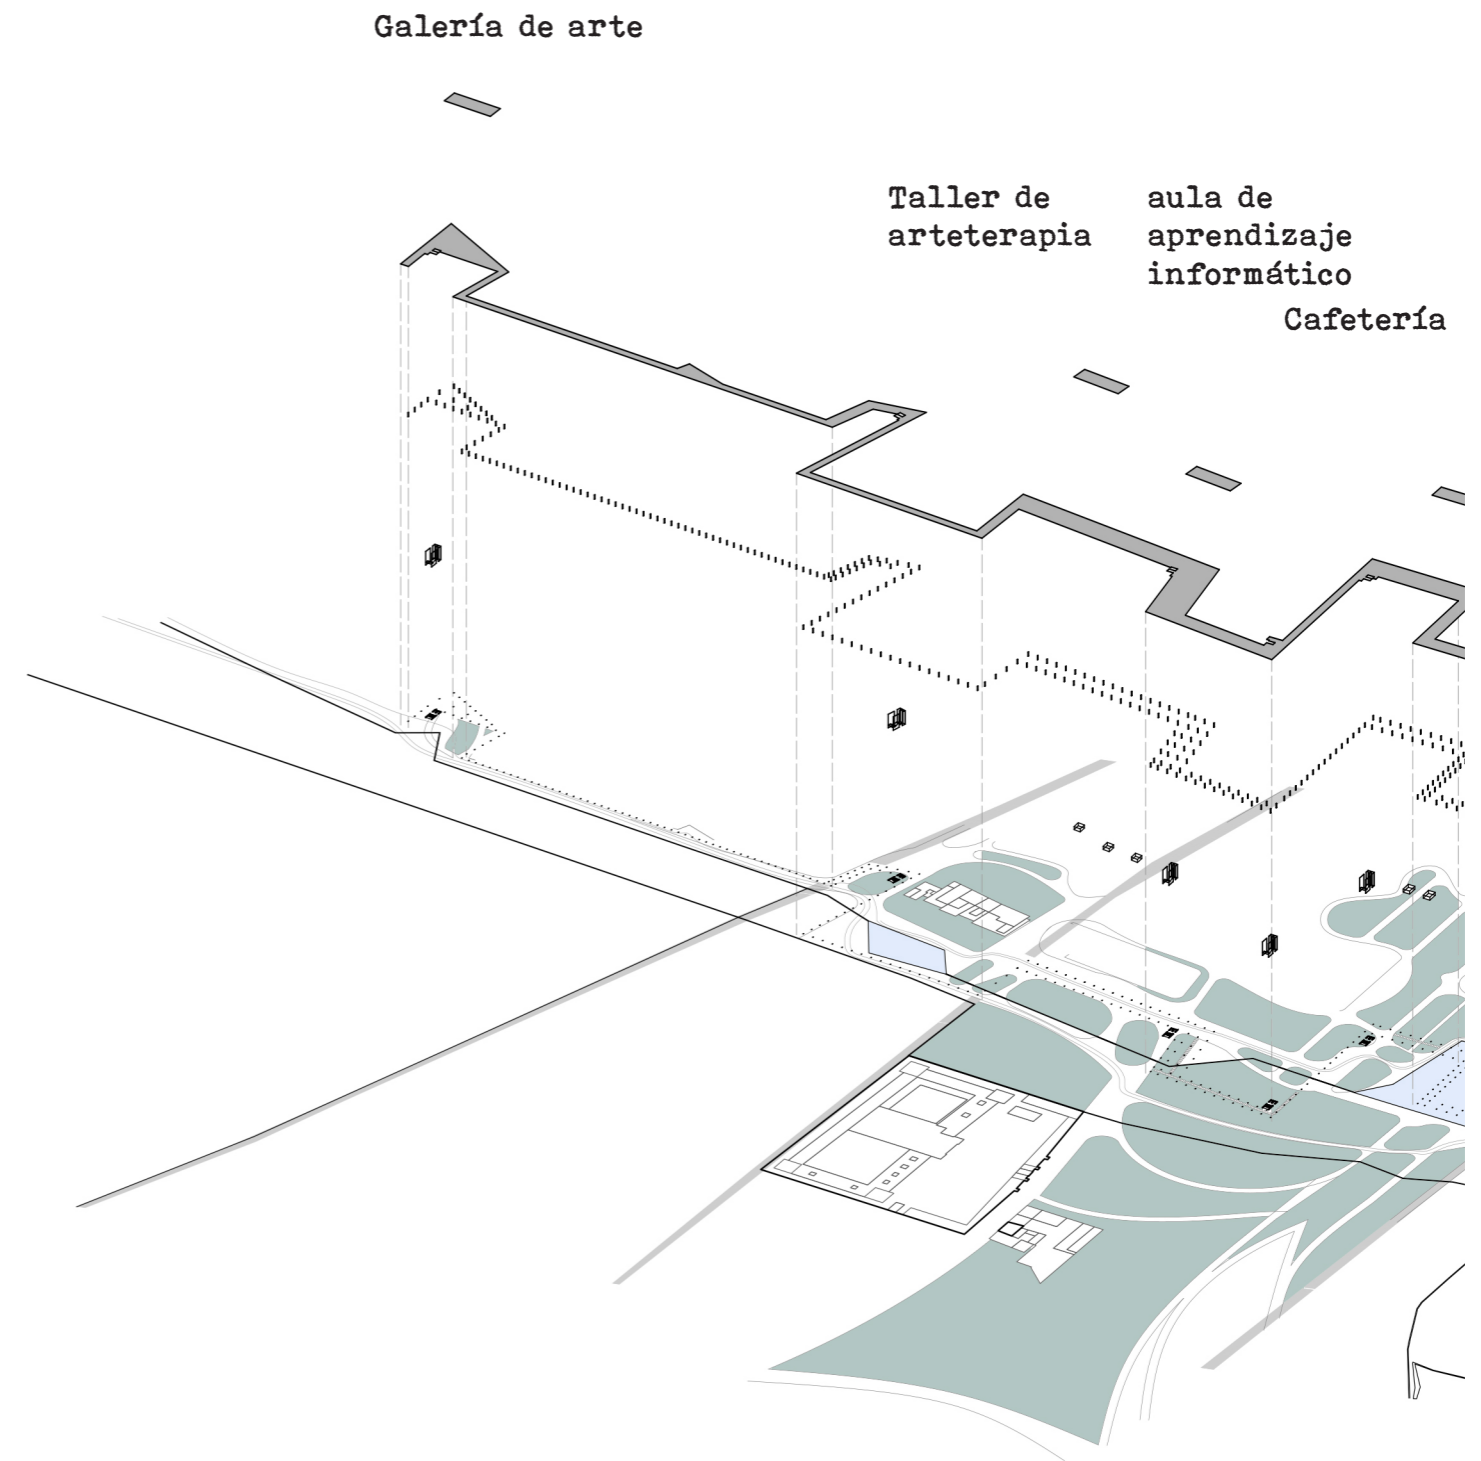 Galería de arte
Taller de
arteterapia
aula de
aprendizaje
informático
Cafetería